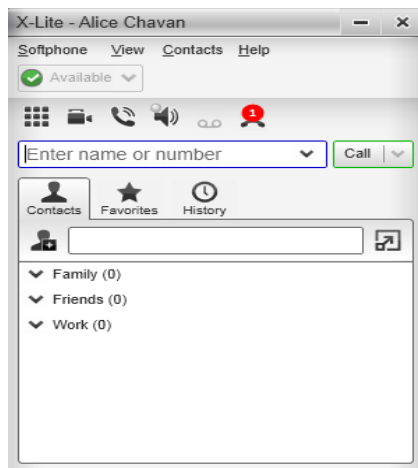 X-Lite - Alice Chavan
Softphone View Contacts Help
Available
1
Enter name or number Call
Contacts Favorites History
Family (0)
Friends (0)
Work (0)